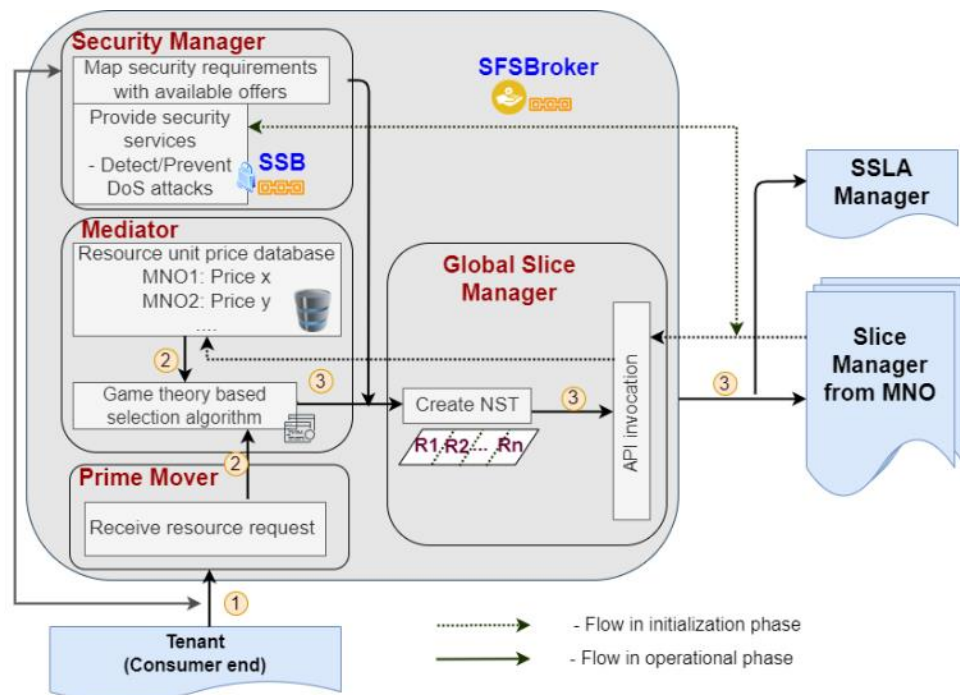 Security Manager
Map security requirements
with available offers
Provide security
services
- Detect/Prevent
DoS attacks
SSB
SFSBroker
SSLA
Manager
Mediator
Resource unit price database
MNO1: Price x
MNO2: Price y
....
2
Game theory based
selection algorithm
3
2
Global Slice
Manager
Create NST
3
R1 R2... Rn
API invocation
3
Slice
Manager
from MNO
Prime Mover
Receive resource request
1
Tenant
(Consumer end)
- Flow in initialization phase
- Flow in operational phase